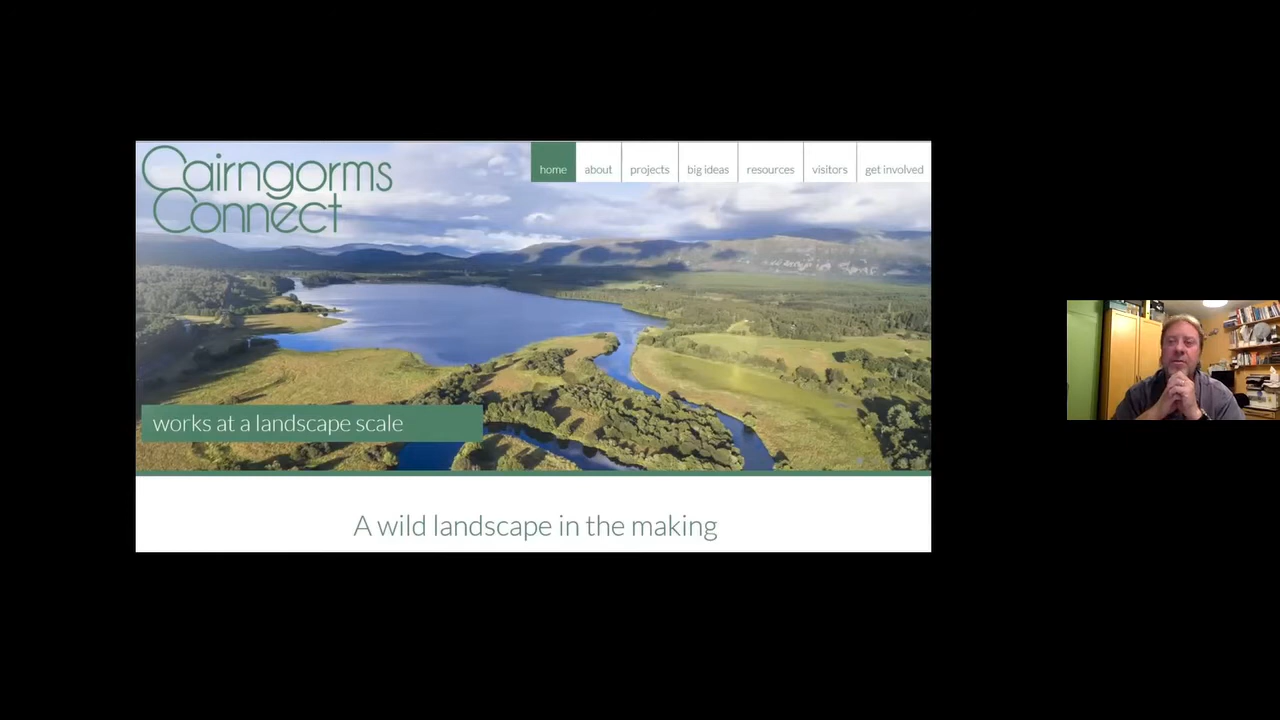 Cairngorms
Connect
home about projects big ideas resources visitors get involved
works at a landscape scale
A wild landscape in the making